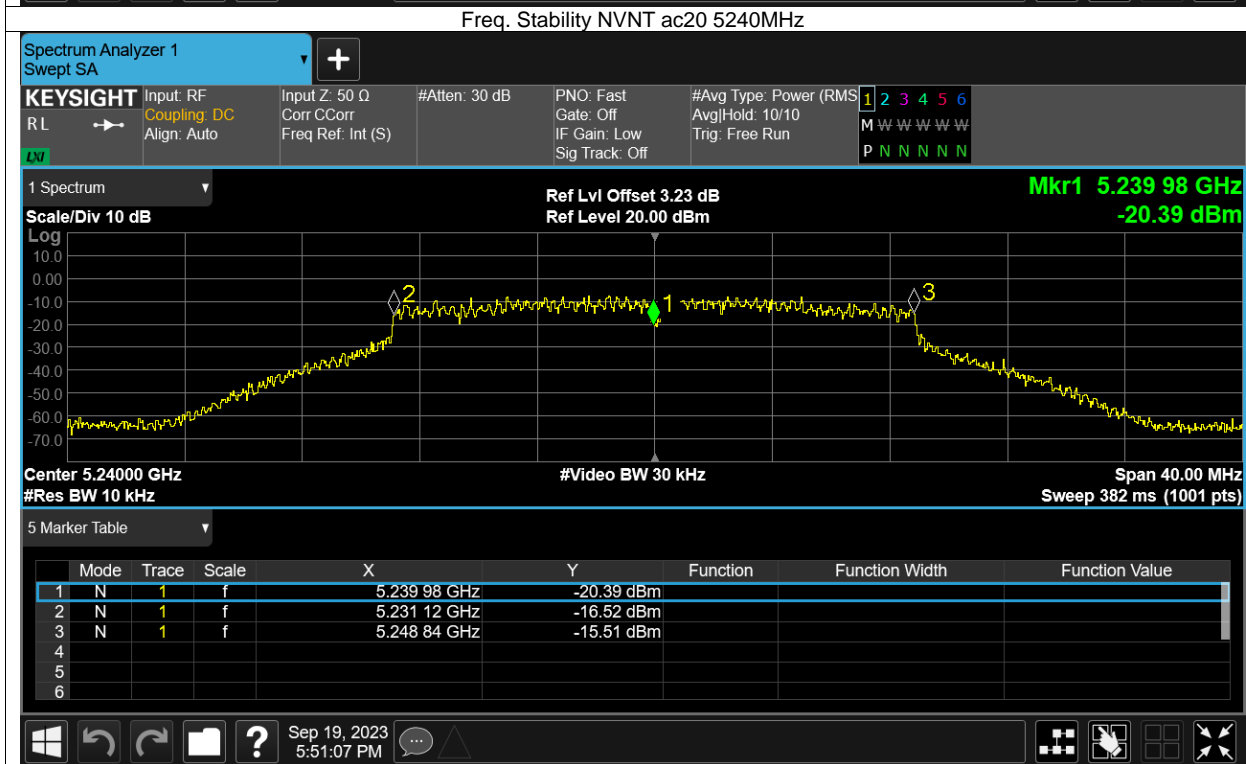 Freq. Stability NVNT ac20 5240MHz
Spectrum Analyzer 1
Swept SA
+
KEYSIGHT
RL
LXI
Input: RF
Coupling: DC
Align: Auto
Input Z: 50 Ω
Corr CCorr
Freq Ref: Int (S)
#Atten: 30 dB
PNO: Fast
Gate: Off
IF Gain: Low
Sig Track: Off
#Avg Type: Power (RMS
Avg|Hold: 10/10
Trig: Free Run
1 2 3 4 5 6
M W W W W W
P N N N N N
1 Spectrum
Scale/Div 10 dB
Ref Lvl Offset 3.23 dB
Ref Level 20.00 dBm
Mkr1 5.239 98 GHz
-20.39 dBm
Log
10.0
0.00
-10.0
-20.0
-30.0
-40.0
-50.0
-60.0
-70.0
2
1
3
Center 5.24000 GHz
#Res BW 10 kHz
#Video BW 30 kHz
Span 40.00 MHz
Sweep 382 ms (1001 pts)
5 Marker Table
Mode Trace Scale X Y Function Function Width Function Value
1 N 1 f 5.239 98 GHz -20.39 dBm
2 N 1 f 5.231 12 GHz -16.52 dBm
3 N 1 f 5.248 84 GHz -15.51 dBm
4
5
6
?
Sep 19, 2023
5:51:07 PM